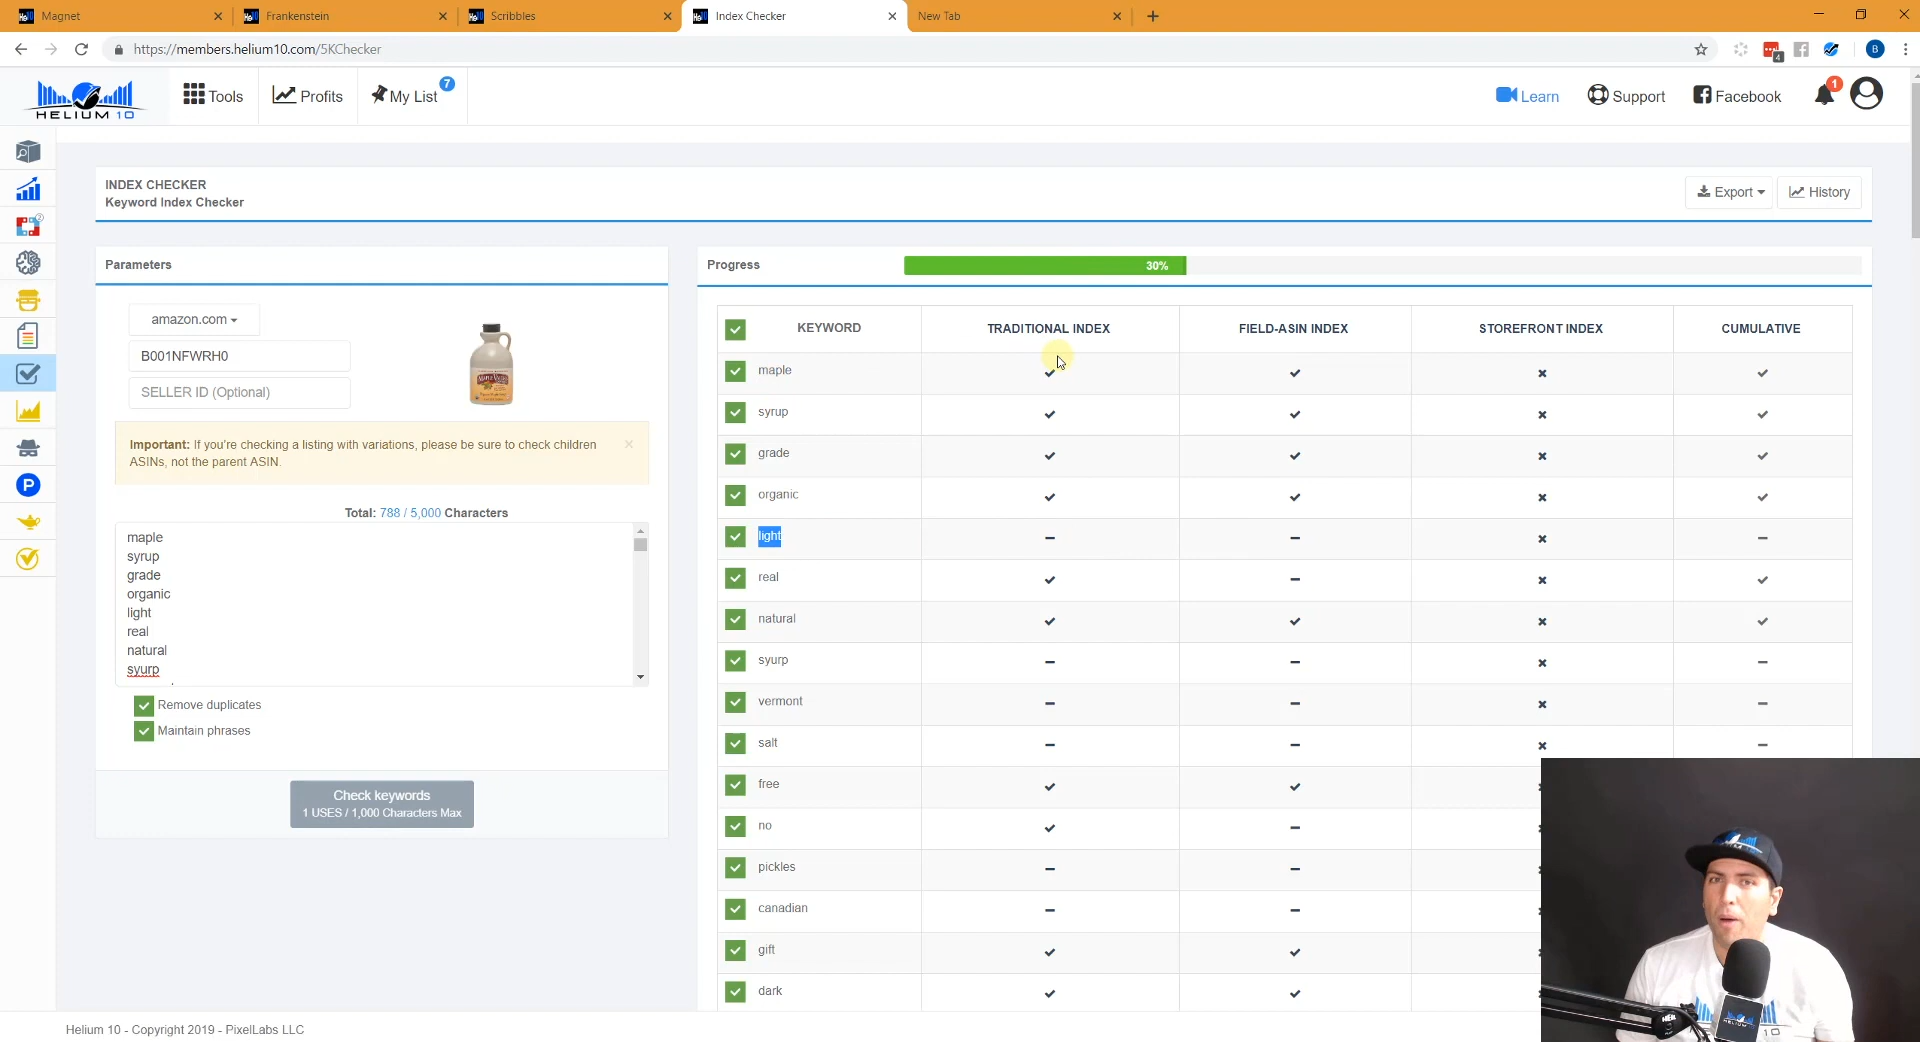 Magnet
Frankenstein
Scribbles
Index Checker
New Tab
https://members.helium10.com/5KChecker
4
B
HELIUM 10
Tools
Profits
My List
7
Learn
Support
Facebook
1
INDEX CHECKER
Keyword Index Checker
Export
History
Parameters
amazon.com
B001NFWRH0
SELLER ID (Optional)
Important: If you're checking a listing with variations, please be sure to check children
ASINs, not the parent ASIN.
Total: 788 / 5,000 Characters
maple
syrup
grade
organic
light
real
natural
syurp
Remove duplicates
Maintain phrases
Check keywords
1 USES / 1,000 Characters Max
Progress
30%
KEYWORD TRADITIONAL INDEX FIELD-ASIN INDEX STOREFRONT INDEX CUMULATIVE
maple
syrup
grade
organic
light
real
natural
syurp
vermont
salt
free
no
pickles
canadian
gift
dark
P
Helium 10 - Copyright 2019 - PixelLabs LLC
HELIUM 10